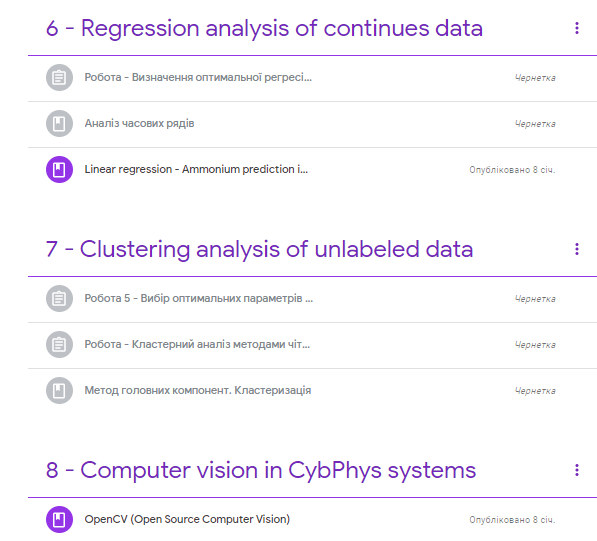 6 - Regression analysis of continues data
Робота - Визначення оптимальної регресі...
Чернетка
Аналіз часових рядів
Чернетка
Linear regression - Ammonium prediction i...
Опубліковано 8 січ.
7 - Clustering analysis of unlabeled data
Робота 5 - Вибір оптимальних параметрів ...
Чернетка
Робота - Кластерний аналіз методами чіт...
Чернетка
Метод головних компонент. Кластеризація
Чернетка
8 - Computer vision in CybPhys systems
OpenCV (Open Source Computer Vision)
Опубліковано 8 січ.